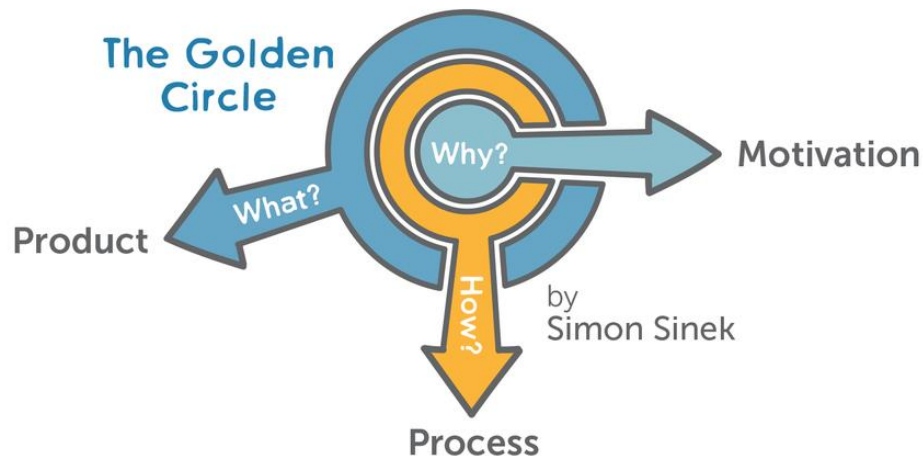 The Golden
Circle
Why?
Motivation
What?
Product
How?
by
Simon Sinek
Process